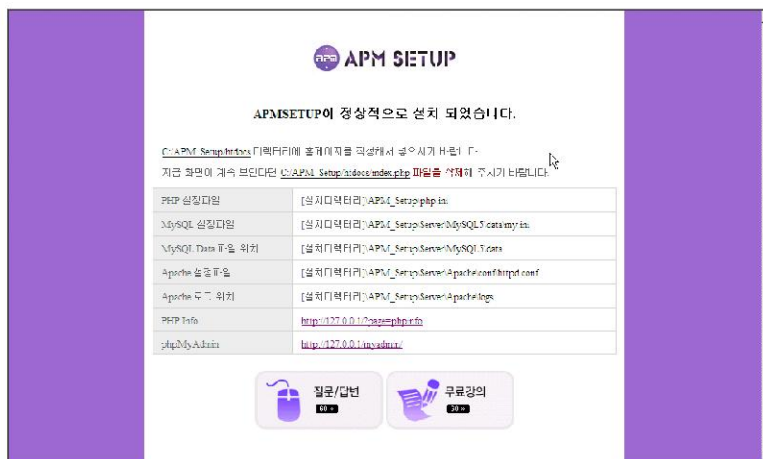 APM SETUP
APMSETUP이 정상적으로 설치 되었습니다.
C:/APM_Setup/htdocs 디렉터리에 홈페이지를 작성해서 넣으시기 바랍니다.
지금 화면이 계속 보인다면 C:/APM_Setup/htdocs/index.php 파일을 삭제해 주시기 바랍니다.
PHP 설정파일 [설치디렉터리]\APM_Setup\php.ini
MySQL 설정파일 [설치디렉터리]\APM_Setup\Server\MySQL5\data\my.ini
MySQL Data 파일 위치 [설치디렉터리]\APM_Setup\Server\MySQL5\data
Apache 설정파일 [설치디렉터리]\APM_Setup\Server\Apache\conf\httpd.conf
Apache 로그 위치 [설치디렉터리]\APM_Setup\Server\Apache\logs
PHP Info http://127.0.0.1/?page=phpinfo
phpMyAdmin http://127.0.0.1/myadmin/
질문/답변 무료강의
GO » GO »